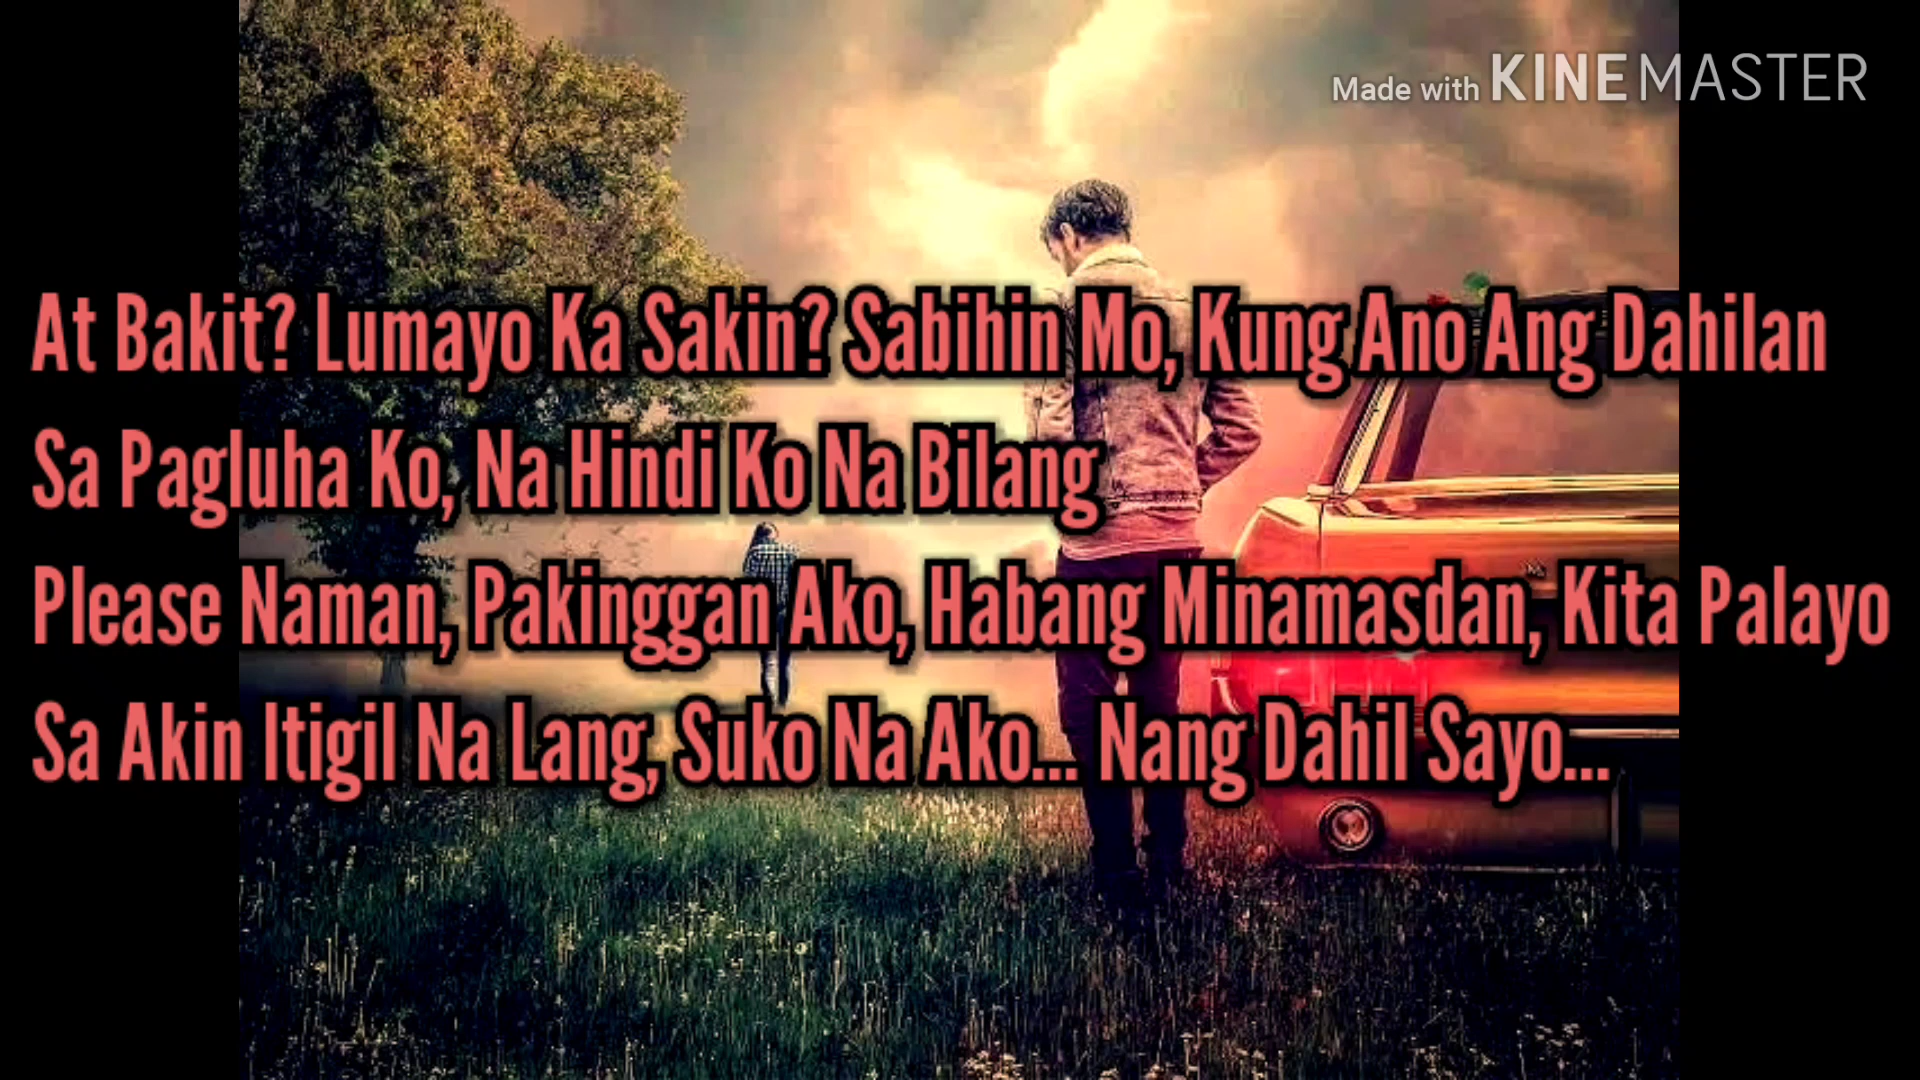 Made with KINEMASTER
At Bakit? Lumayo Ka Sakin? Sabihin Mo, Kung Ano Ang Dahilan
Sa Pagluha Ko, Na Hindi Ko Na Bilang
Please Naman, Pakinggan Ako, Habang Minamasdan, Kita Palayo
Sa Akin Itigil Na Lang, Suko Na Ako... Nang Dahil Sayo...